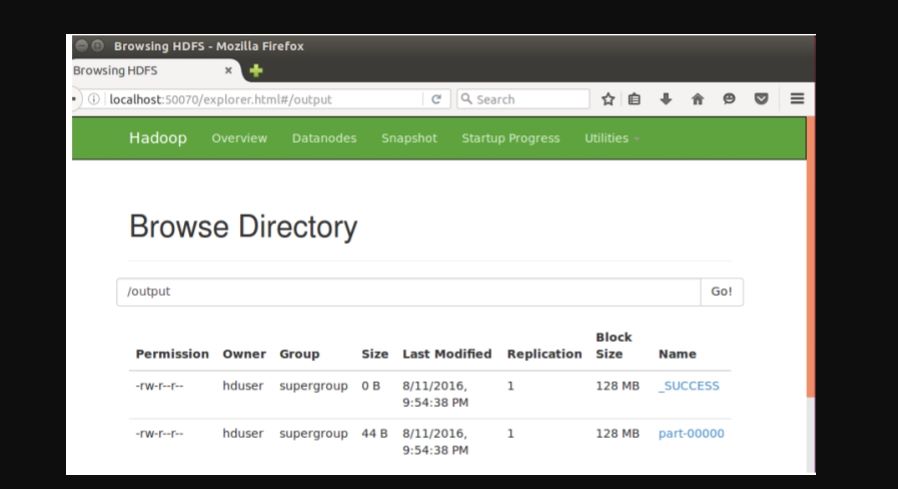 Browsing HDFS - Mozilla Firefox
Browsing HDFS
localhost:50070/explorer.html#/output
Search
Hadoop Overview Datanodes Snapshot Startup Progress Utilities
Browse Directory
/output Go!
Permission Owner Group Size Last Modified Replication Block Size Name
-rw-r--r-- hduser supergroup 0 B 8/11/2016, 9:54:38 PM 1 128 MB _SUCCESS
-rw-r--r-- hduser supergroup 44 B 8/11/2016, 9:54:38 PM 1 128 MB part-00000